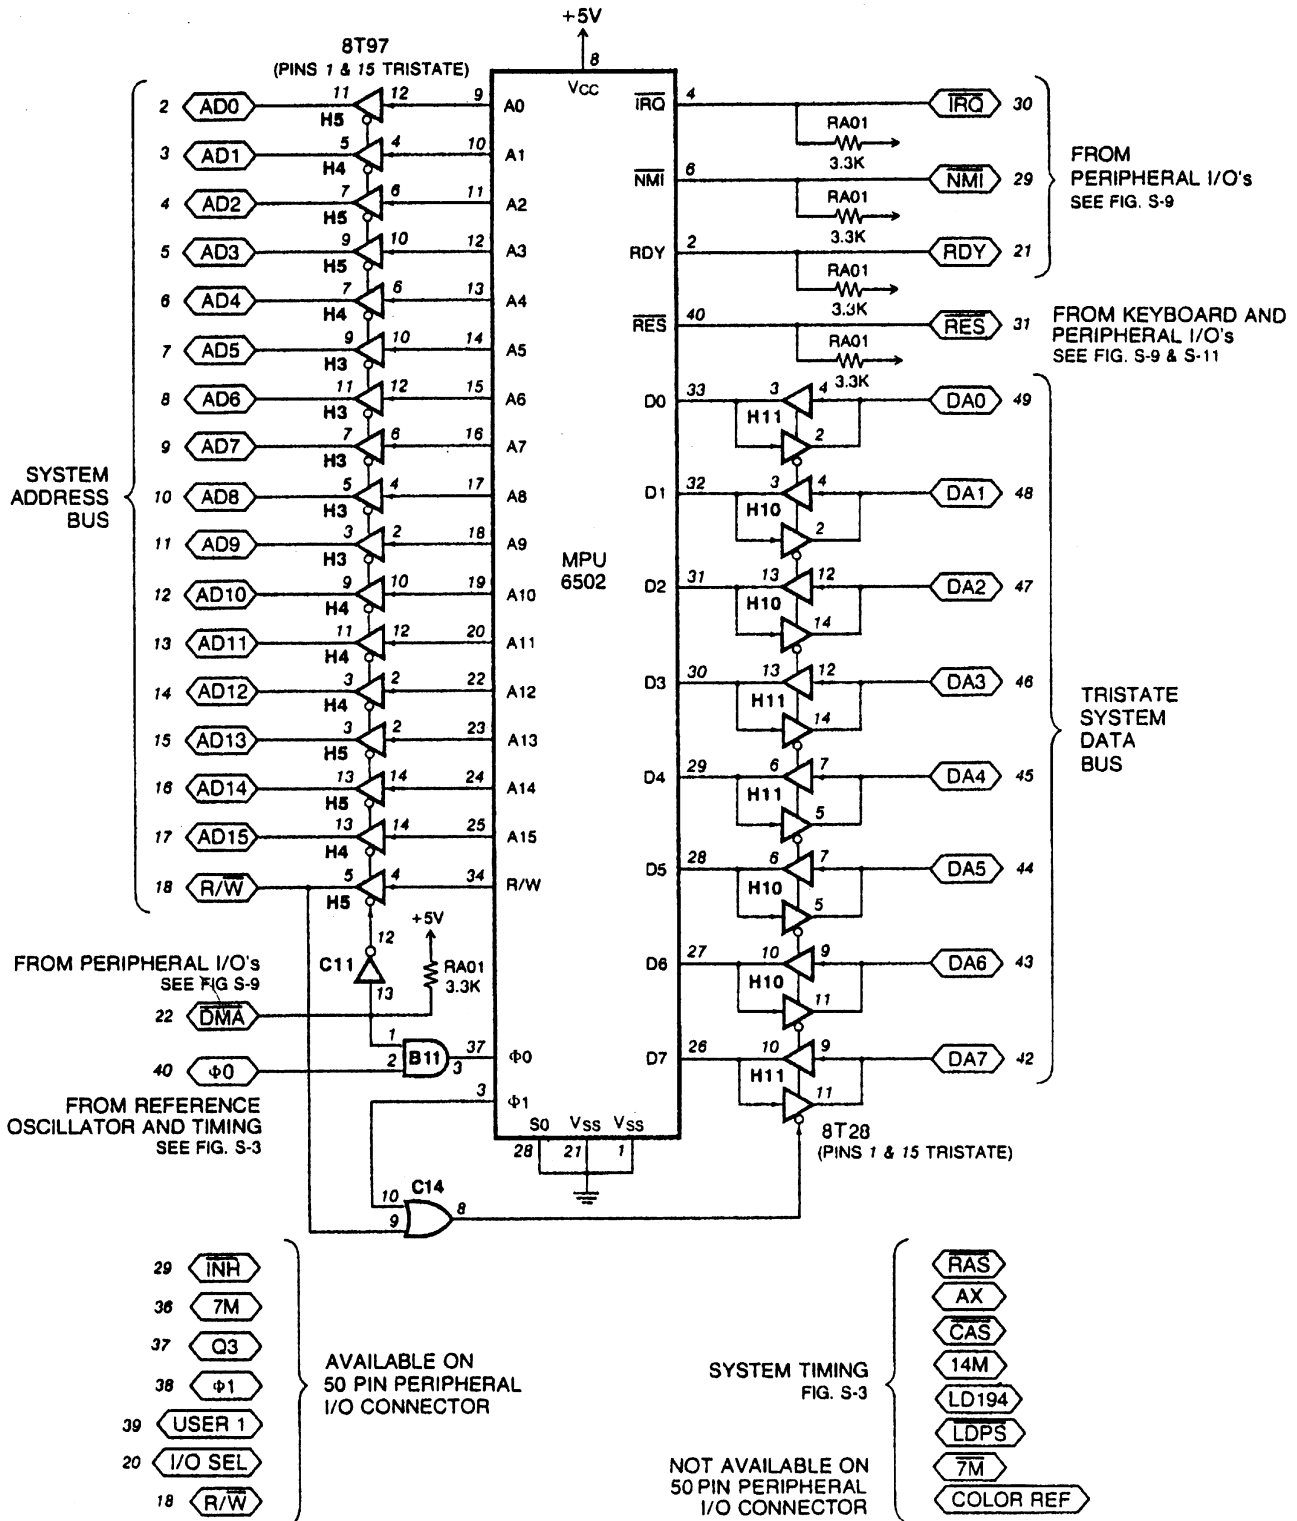 +5V
8T97
(PINS 1 & 15 TRISTATE)
8
VCC
2 AD0 11 12 9 A0
H5
3 AD1 5 4 10 A1
H4
4 AD2 7 6 11 A2
H5
5 AD3 9 10 12 A3
H5
6 AD4 7 6 13 A4
H4
7 AD5 9 10 14 A5
H3
8 AD6 11 12 15 A6
H3
9 AD7 7 6 16 A7
H3
10 AD8 5 4 17 A8
H3
11 AD9 3 2 18 A9
H3
12 AD10 9 10 19 A10
H4
13 AD11 11 12 20 A11
H4
14 AD12 3 2 22 A12
H4
15 AD13 3 2 23 A13
H5
16 AD14 13 14 24 A14
H5
17 AD15 13 14 25 A15
H4
18 R/W̅ 5 4 34 R/W
H5
SYSTEM
ADDRESS
BUS
MPU
6502
I̅R̅Q̅ 4 I̅R̅Q̅ 30
RA01
3.3K
N̅M̅I̅ 6 N̅M̅I̅ 29
RA01
3.3K
RDY 2 RDY 21
RA01
3.3K
R̅E̅S̅ 40 R̅E̅S̅ 31
RA01
3.3K
FROM
PERIPHERAL I/O's
SEE FIG. S-9
FROM KEYBOARD AND
PERIPHERAL I/O's
SEE FIG. S-9 & S-11
D0 33 3 4 DA0 49
H11
2
D1 32 3 4 DA1 48
H10
2
D2 31 13 12 DA2 47
H10
14
D3 30 13 12 DA3 46
H11
14
D4 29 6 7 DA4 45
H11
5
D5 28 6 7 DA5 44
H10
5
D6 27 10 9 DA6 43
H10
11
D7 26 10 9 DA7 42
H11
11
8T28
(PINS 1 & 15 TRISTATE)
TRISTATE
SYSTEM
DATA
BUS
12
C11
13
+5V
RA01
3.3K
FROM PERIPHERAL I/O's
SEE FIG S-9
22 D̅M̅A̅
1
2 B11 3 37 Φ0
40 Φ0
3 Φ1
FROM REFERENCE
OSCILLATOR AND TIMING
SEE FIG. S-3
S0 VSS VSS
28 21 1
C14
10
9
8
29 I̅N̅H̅
36 7M
37 Q3
38 Φ1
39 USER 1
20 I/O SEL
18 R/W̅
AVAILABLE ON
50 PIN PERIPHERAL
I/O CONNECTOR
SYSTEM TIMING
FIG. S-3
NOT AVAILABLE ON
50 PIN PERIPHERAL
I/O CONNECTOR
R̅A̅S̅
AX
C̅A̅S̅
14M
LD194
L̅D̅P̅S̅
7̅M̅
COLOR REF